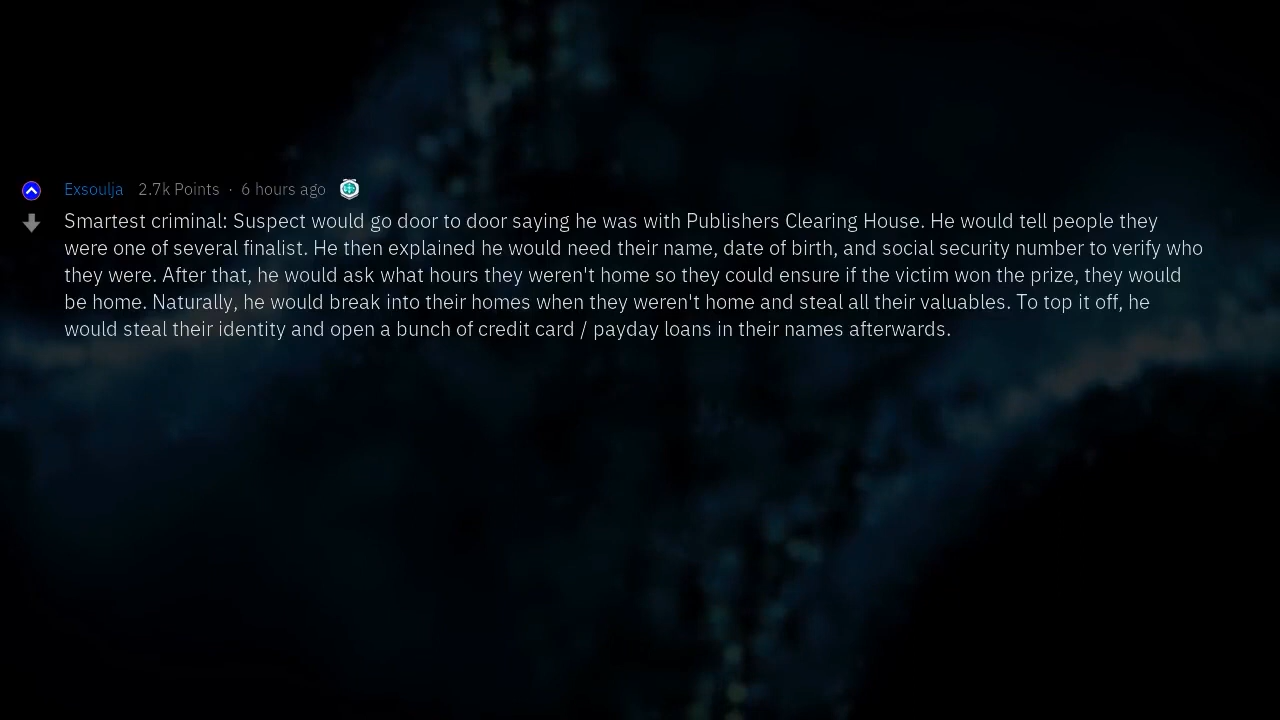 Exsoulja 2.7k Points · 6 hours ago
Smartest criminal: Suspect would go door to door saying he was with Publishers Clearing House. He would tell people they
were one of several finalist. He then explained he would need their name, date of birth, and social security number to verify who
they were. After that, he would ask what hours they weren't home so they could ensure if the victim won the prize, they would
be home. Naturally, he would break into their homes when they weren't home and steal all their valuables. To top it off, he
would steal their identity and open a bunch of credit card / payday loans in their names afterwards.